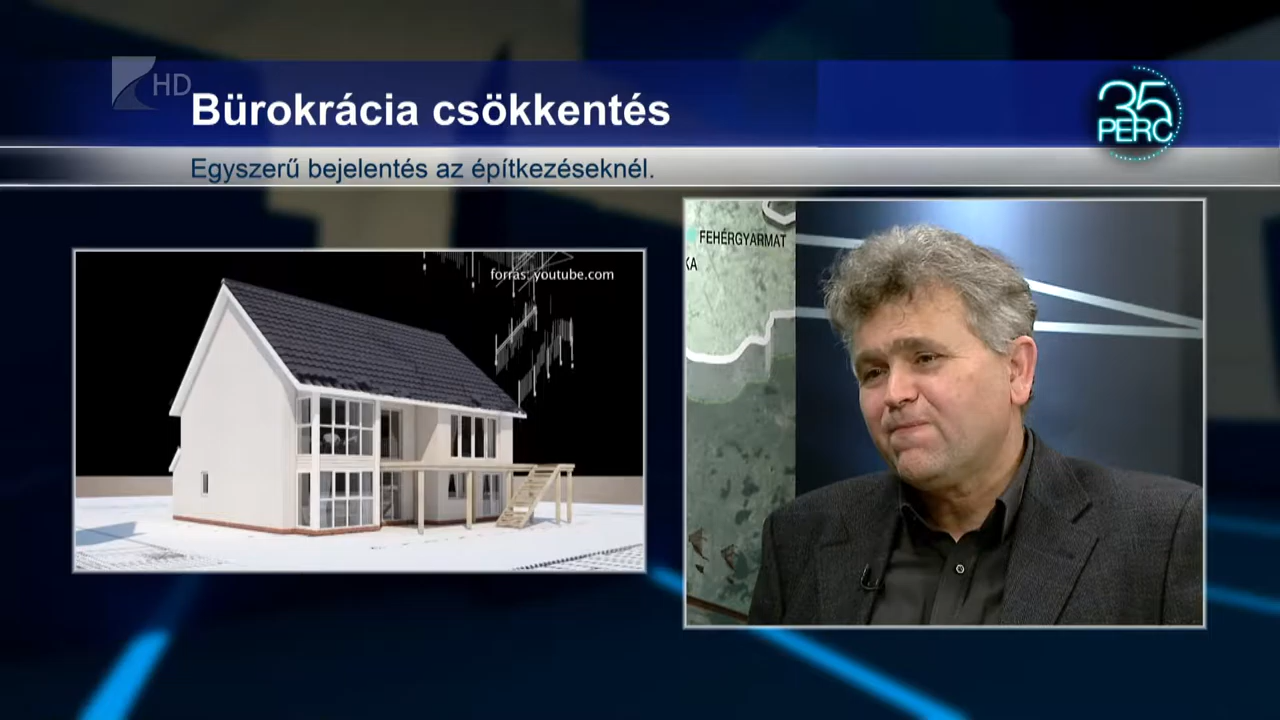 HD
Bürokrácia csökkentés
35
PERC
Egyszerű bejelentés az építkezéseknél.
forrás: youtube.com
FEHÉRGYARMAT
KA